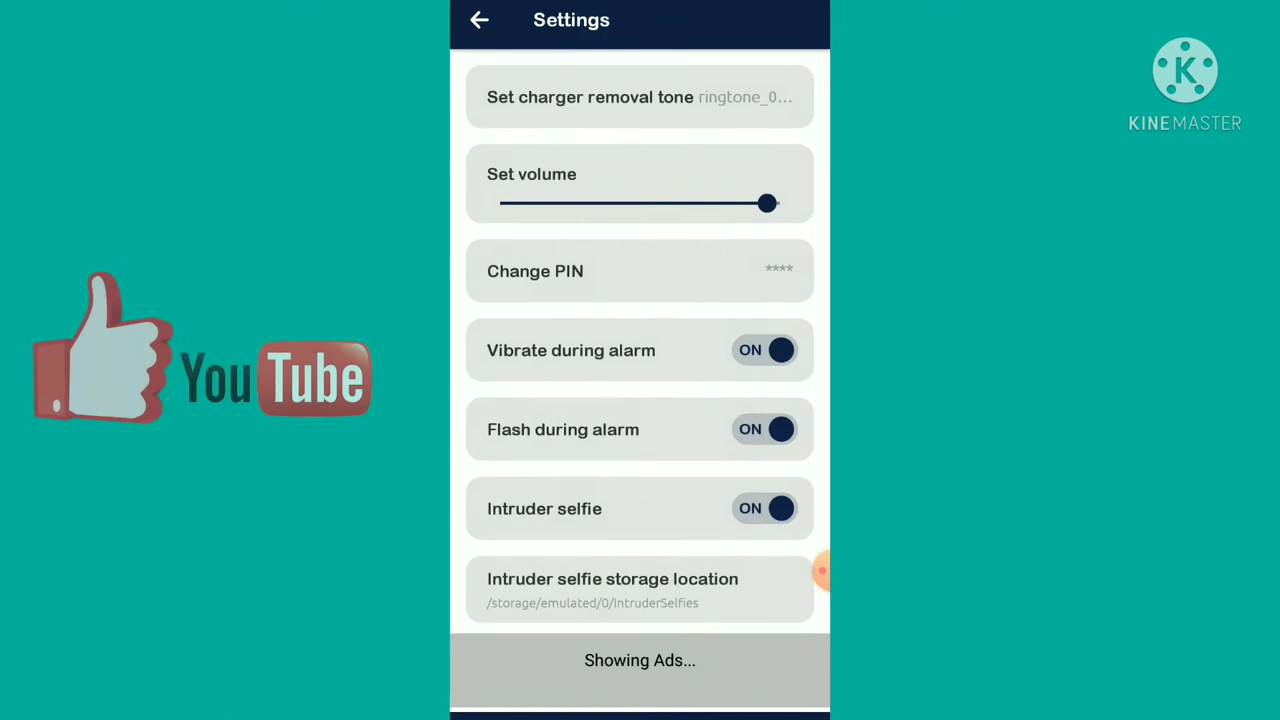 Settings
Set charger removal tone ringtone_0...
Set volume
Change PIN ****
Vibrate during alarm ON
Flash during alarm ON
Intruder selfie ON
Intruder selfie storage location
/storage/emulated/0/IntruderSelfies
Showing Ads...
YouTube
K
KINEMASTER